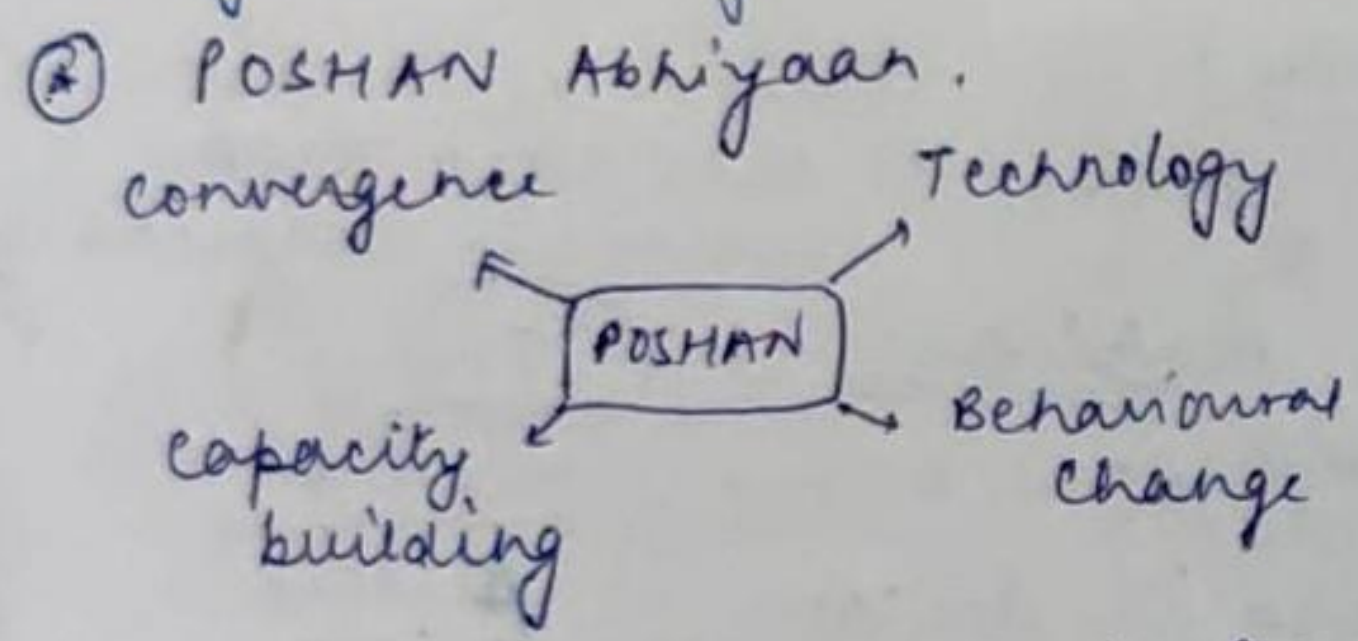 POSHAN Abhiyaan.
Convergence
Technology
POSHAN
Capacity
building
Behavioural
Change